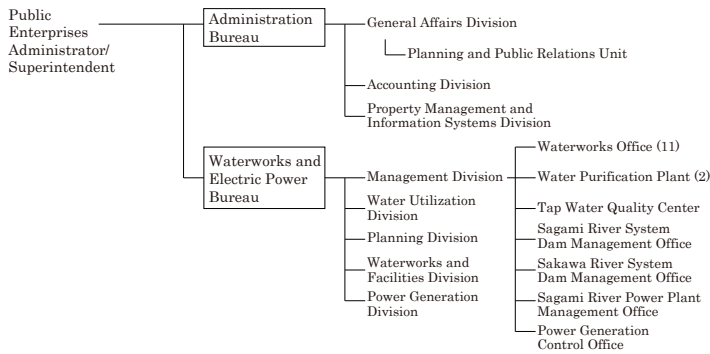 Public
Enterprises
Administrator/
Superintendent
Administration
Bureau
General Affairs Division
Planning and Public Relations Unit
Accounting Division
Property Management and
Information Systems Division
Waterworks and
Electric Power
Bureau
Management Division
Water Utilization
Division
Planning Division
Waterworks and
Facilities Division
Power Generation
Division
Waterworks Office (11)
Water Purification Plant (2)
Tap Water Quality Center
Sagami River System
Dam Management Office
Sakawa River System
Dam Management Office
Sagami River Power Plant
Management Office
Power Generation
Control Office